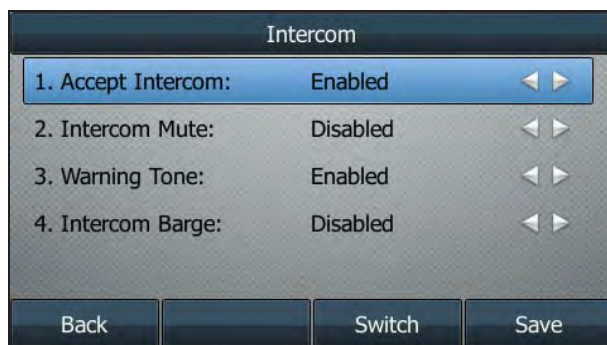 Intercom
1. Accept Intercom: Enabled
2. Intercom Mute: Disabled
3. Warning Tone: Enabled
4. Intercom Barge: Disabled
Back Switch Save